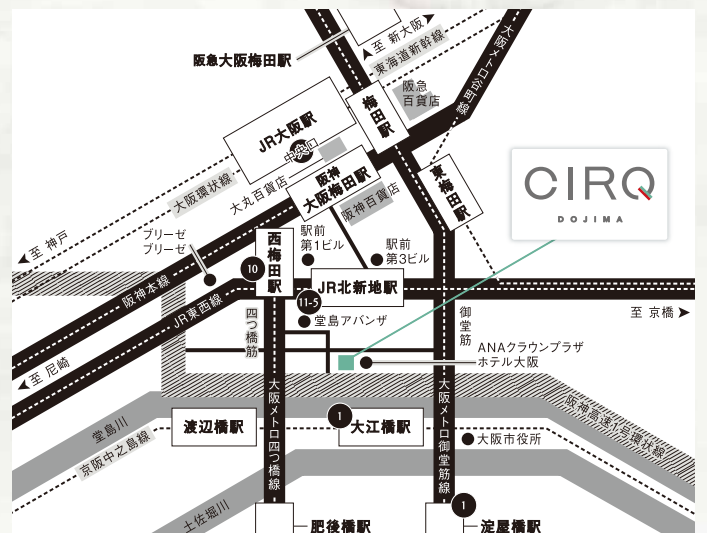 至 新大阪
阪急大阪梅田駅
東海道新幹線
大阪メトロ谷町線
阪急
百貨店
梅田駅
JR大阪駅
中央口
CIRQ
DOJIMA
阪神
大阪梅田駅
東梅田駅
大阪環状線
大丸百貨店
阪神百貨店
至 神戸
ブリーゼ
ブリーゼ
西梅田駅
駅前
第1ビル
駅前
第3ビル
10
JR北新地駅
11-5
阪神本線
JR東西線
四つ橋筋
堂島アバンザ
御堂筋
至 京橋
ANAクラウンプラザ
ホテル大阪
至 尼崎
大阪メトロ四つ橋線
大阪メトロ御堂筋線
阪神高速1号環状線
堂島川
渡辺橋駅
1
大江橋駅
大阪市役所
京阪中之島線
土佐堀川
1
肥後橋駅
淀屋橋駅